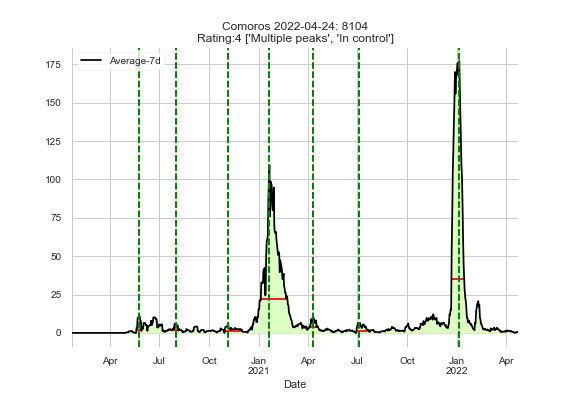 Comoros 2022-04-24: 8104
Rating:4 ['Multiple peaks', 'In control']
Average-7d
175
150
125
100
75
50
25
0
Apr Jul Oct Jan Apr Jul Oct Jan Apr
2021 2022
Date